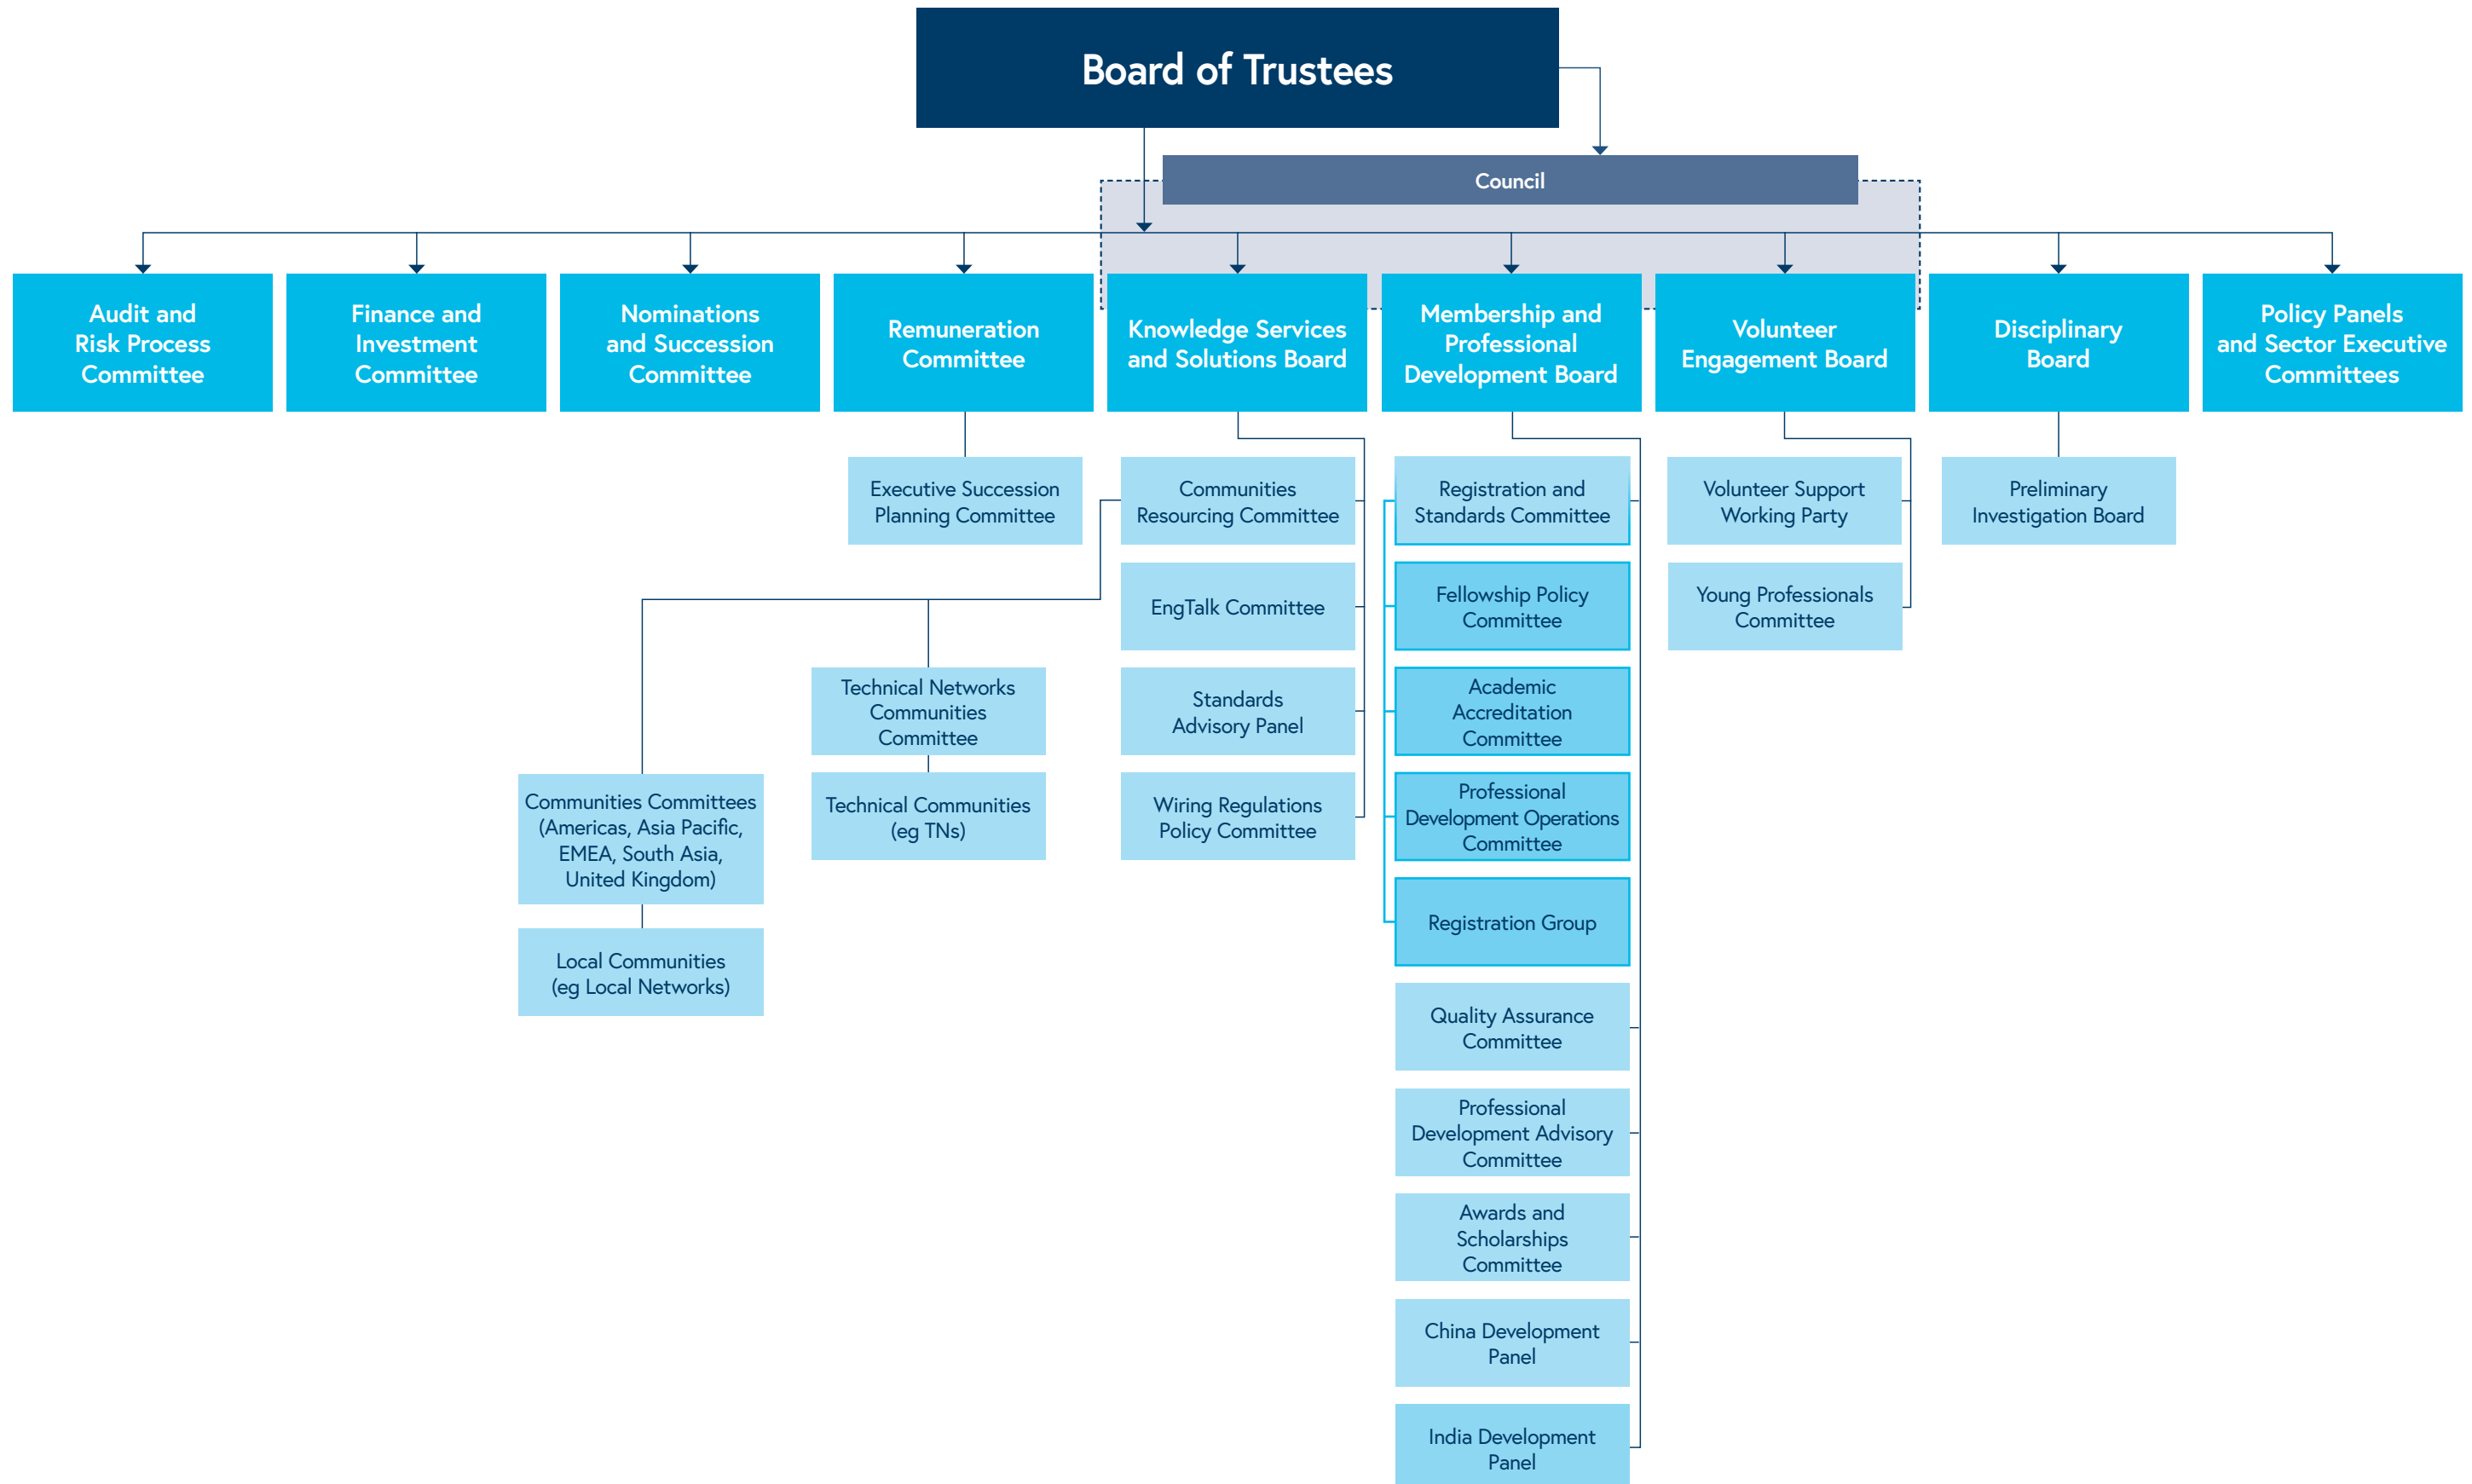 Board of Trustees
Council
Audit and
Risk Process
Committee
Finance and
Investment
Committee
Nominations
and Succession
Committee
Remuneration
Committee
Knowledge Services
and Solutions Board
Membership and
Professional
Development Board
Volunteer
Engagement Board
Disciplinary
Board
Policy Panels
and Sector Executive
Committees
Executive Succession
Planning Committee
Communities
Resourcing Committee
Registration and
Standards Committee
Volunteer Support
Working Party
Preliminary
Investigation Board
EngTalk Committee
Fellowship Policy
Committee
Young Professionals
Committee
Technical Networks
Communities
Committee
Standards
Advisory Panel
Academic
Accreditation
Committee
Communities Committees
(Americas, Asia Pacific,
EMEA, South Asia,
United Kingdom)
Technical Communities
(eg TNs)
Wiring Regulations
Policy Committee
Professional
Development Operations
Committee
Registration Group
Local Communities
(eg Local Networks)
Quality Assurance
Committee
Professional
Development Advisory
Committee
Awards and
Scholarships
Committee
China Development
Panel
India Development
Panel